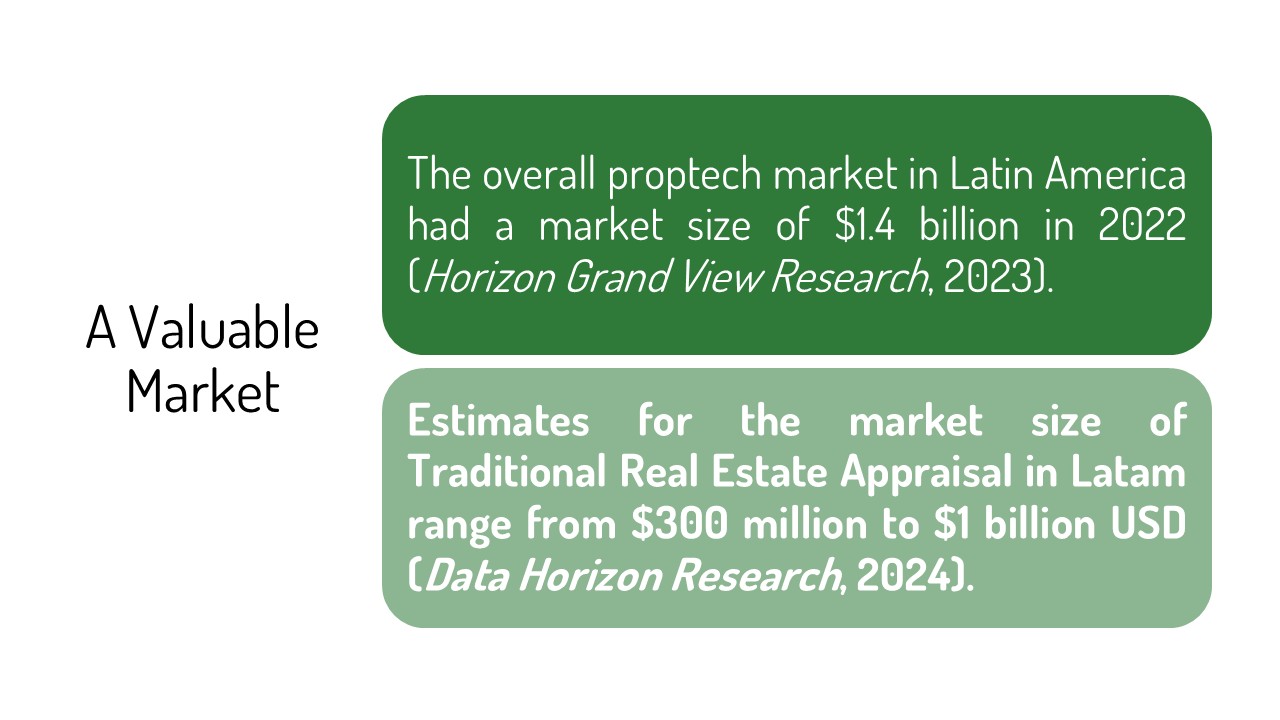 A Valuable
Market
The overall proptech market in Latin America
had a market size of $1.4 billion in 2022
(Horizon Grand View Research, 2023).
Estimates for the market size of
Traditional Real Estate Appraisal in Latam
range from $300 million to $1 billion USD
(Data Horizon Research, 2024).